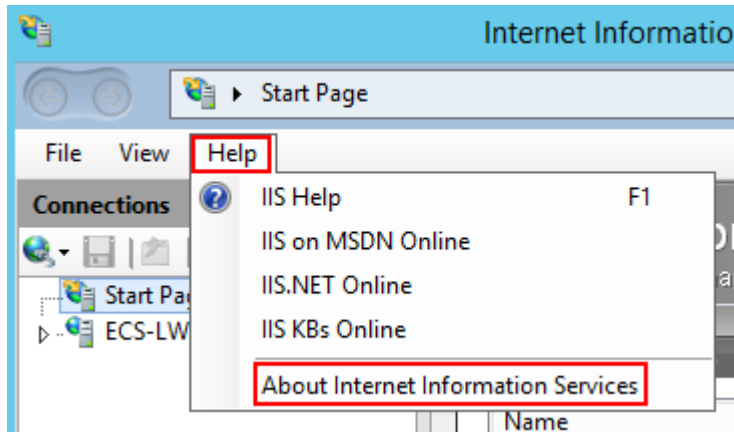 Internet Informatio
Start Page
File View Help
Connections
IIS Help F1
IIS on MSDN Online
Start Pa
IIS.NET Online
ECS-LW
IIS KBs Online
About Internet Information Services
Name